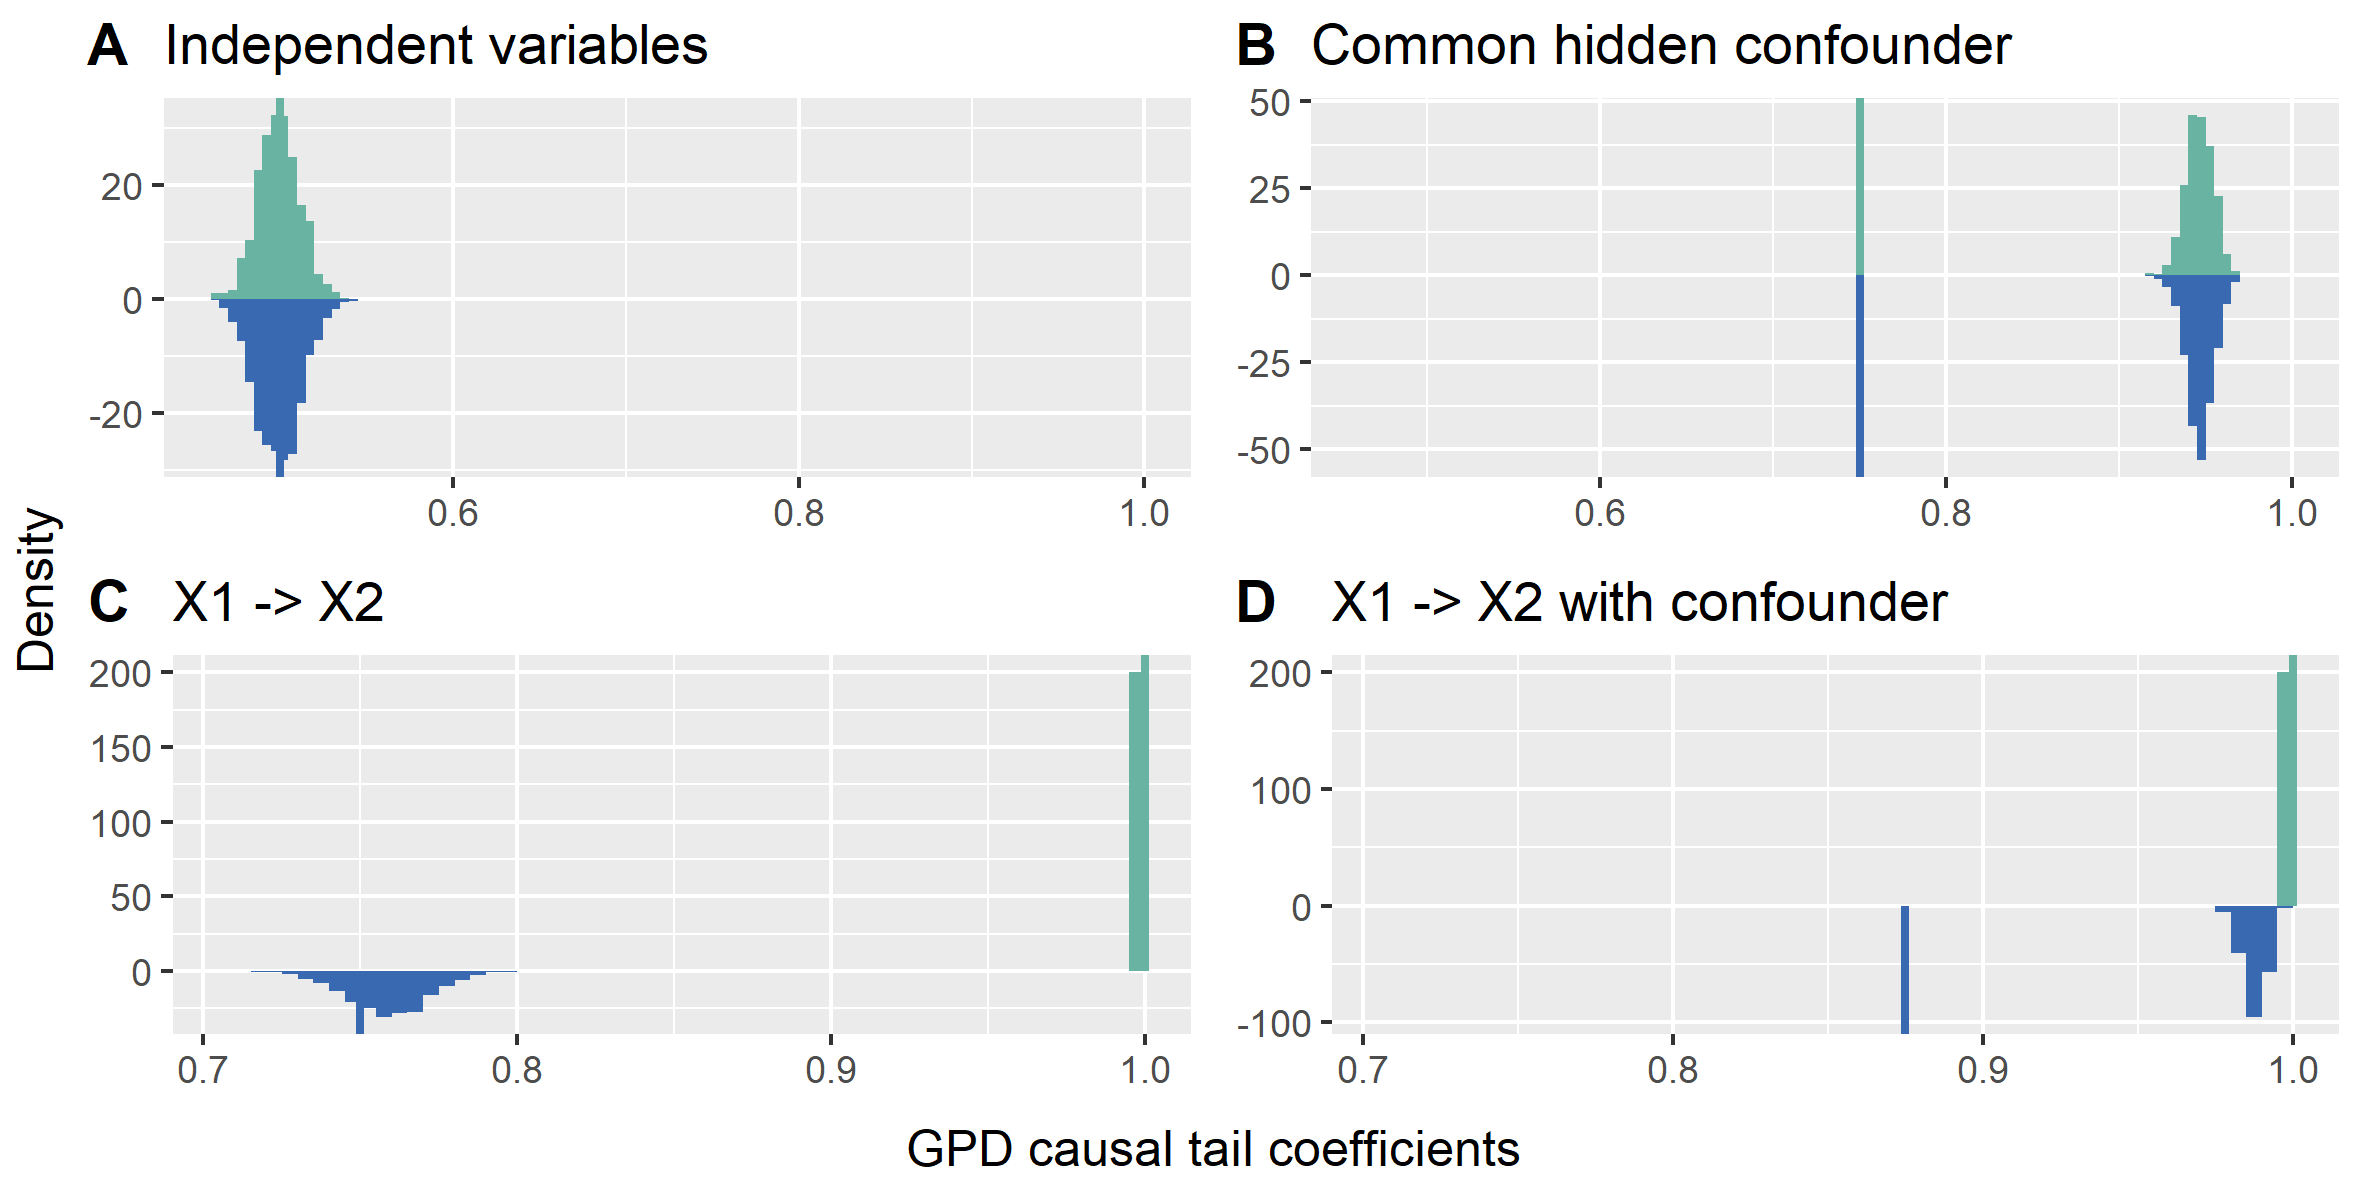 A Independent variables
B Common hidden confounder
20
0
-20
0.6 0.8 1.0
50
25
0
-25
-50
0.6 0.8 1.0
Density
C X1 -> X2
D X1 -> X2 with confounder
200
150
100
50
0
0.7 0.8 0.9 1.0
200
100
0
-100
0.7 0.8 0.9 1.0
GPD causal tail coefficients